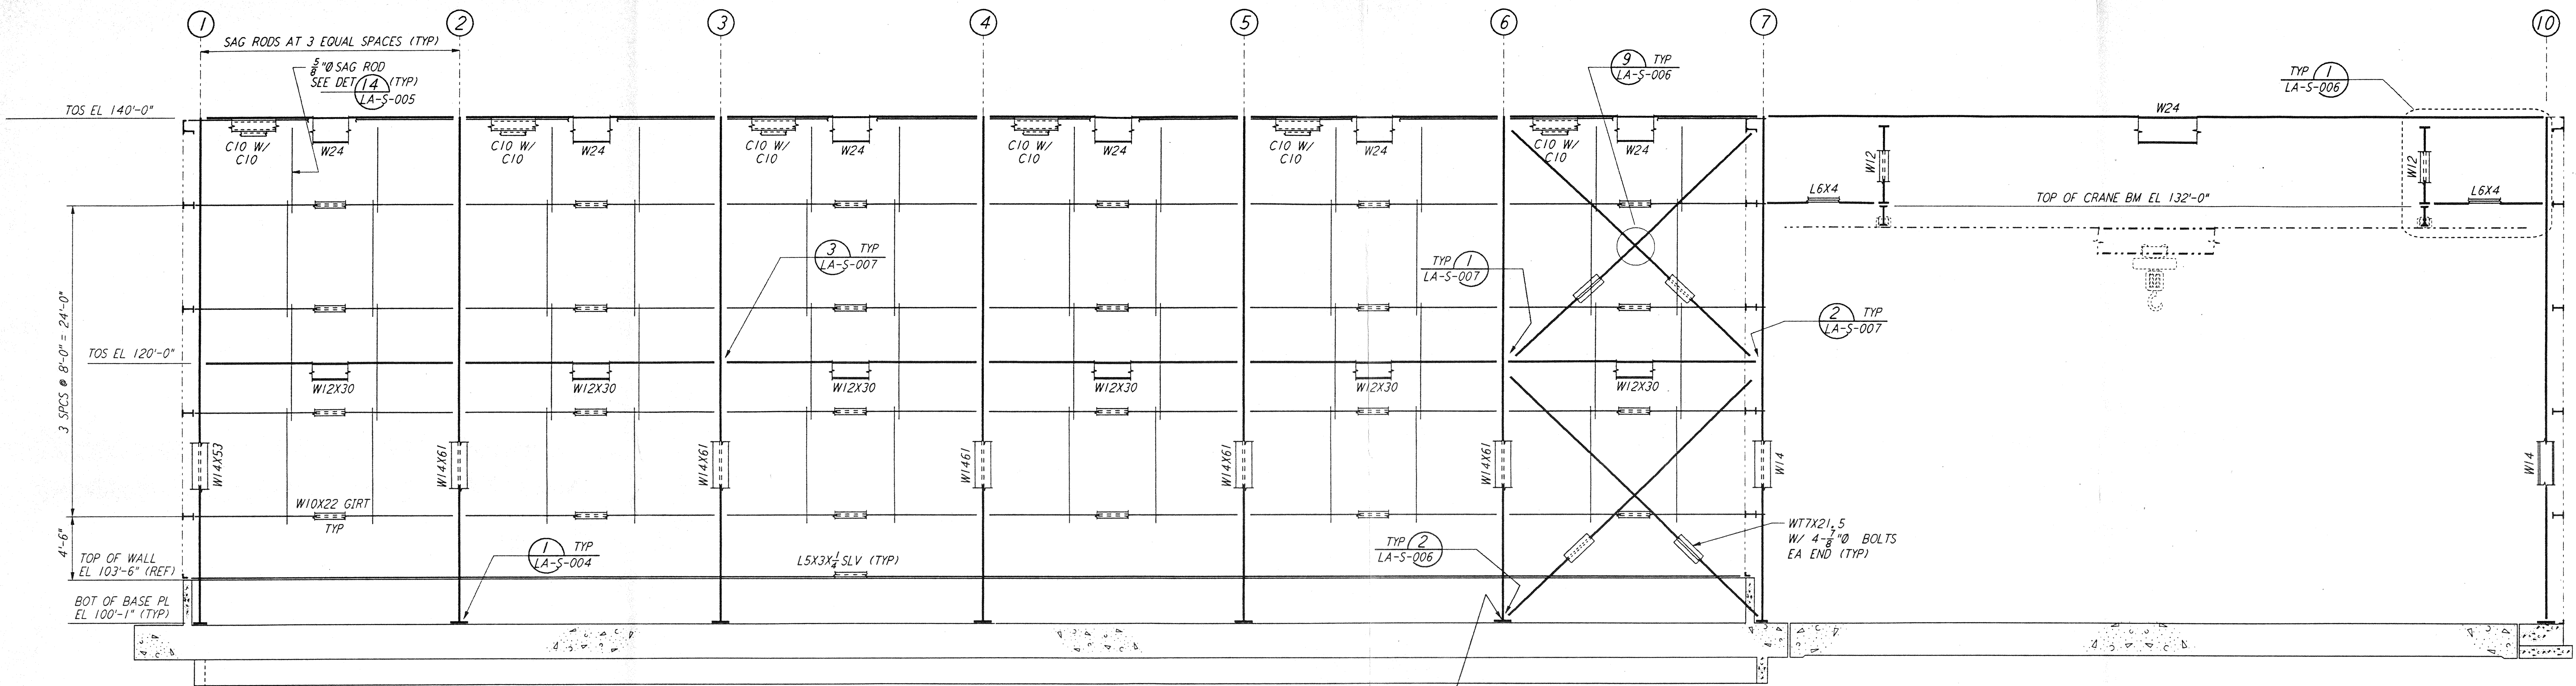 1
2
3
4
5
6
7
10
SAG RODS AT 3 EQUAL SPACES (TYP)
5/8"Ø SAG ROD
SEE DET 14 (TYP)
LA-S-005
9 TYP
LA-S-006
TYP 1
LA-S-006
TOS EL 140'-0"
C10 W/
C10
W24
C10 W/
C10
W24
C10 W/
C10
W24
C10 W/
C10
W24
C10 W/
C10
W24
C10 W/
C10
W24
W24
W12
L6X4
TOP OF CRANE BM EL 132'-0"
W12
L6X4
3 TYP
LA-S-007
TYP 1
LA-S-007
2 TYP
LA-S-007
3 SPCS @ 8'-0" = 24'-0"
TOS EL 120'-0"
W12X30
W12X30
W12X30
W12X30
W12X30
W12X30
W14X53
W14X61
W14X61
W1461
W14X61
W14X61
W14
W14
W10X22 GIRT
TYP
4'-6"
TOP OF WALL
EL 103'-6" (REF)
1 TYP
LA-S-004
L5X3X1/4 SLV (TYP)
TYP 2
LA-S-006
WT7X21.5
W/ 4-7/8"Ø BOLTS
EA END (TYP)
BOT OF BASE PL
EL 100'-1" (TYP)